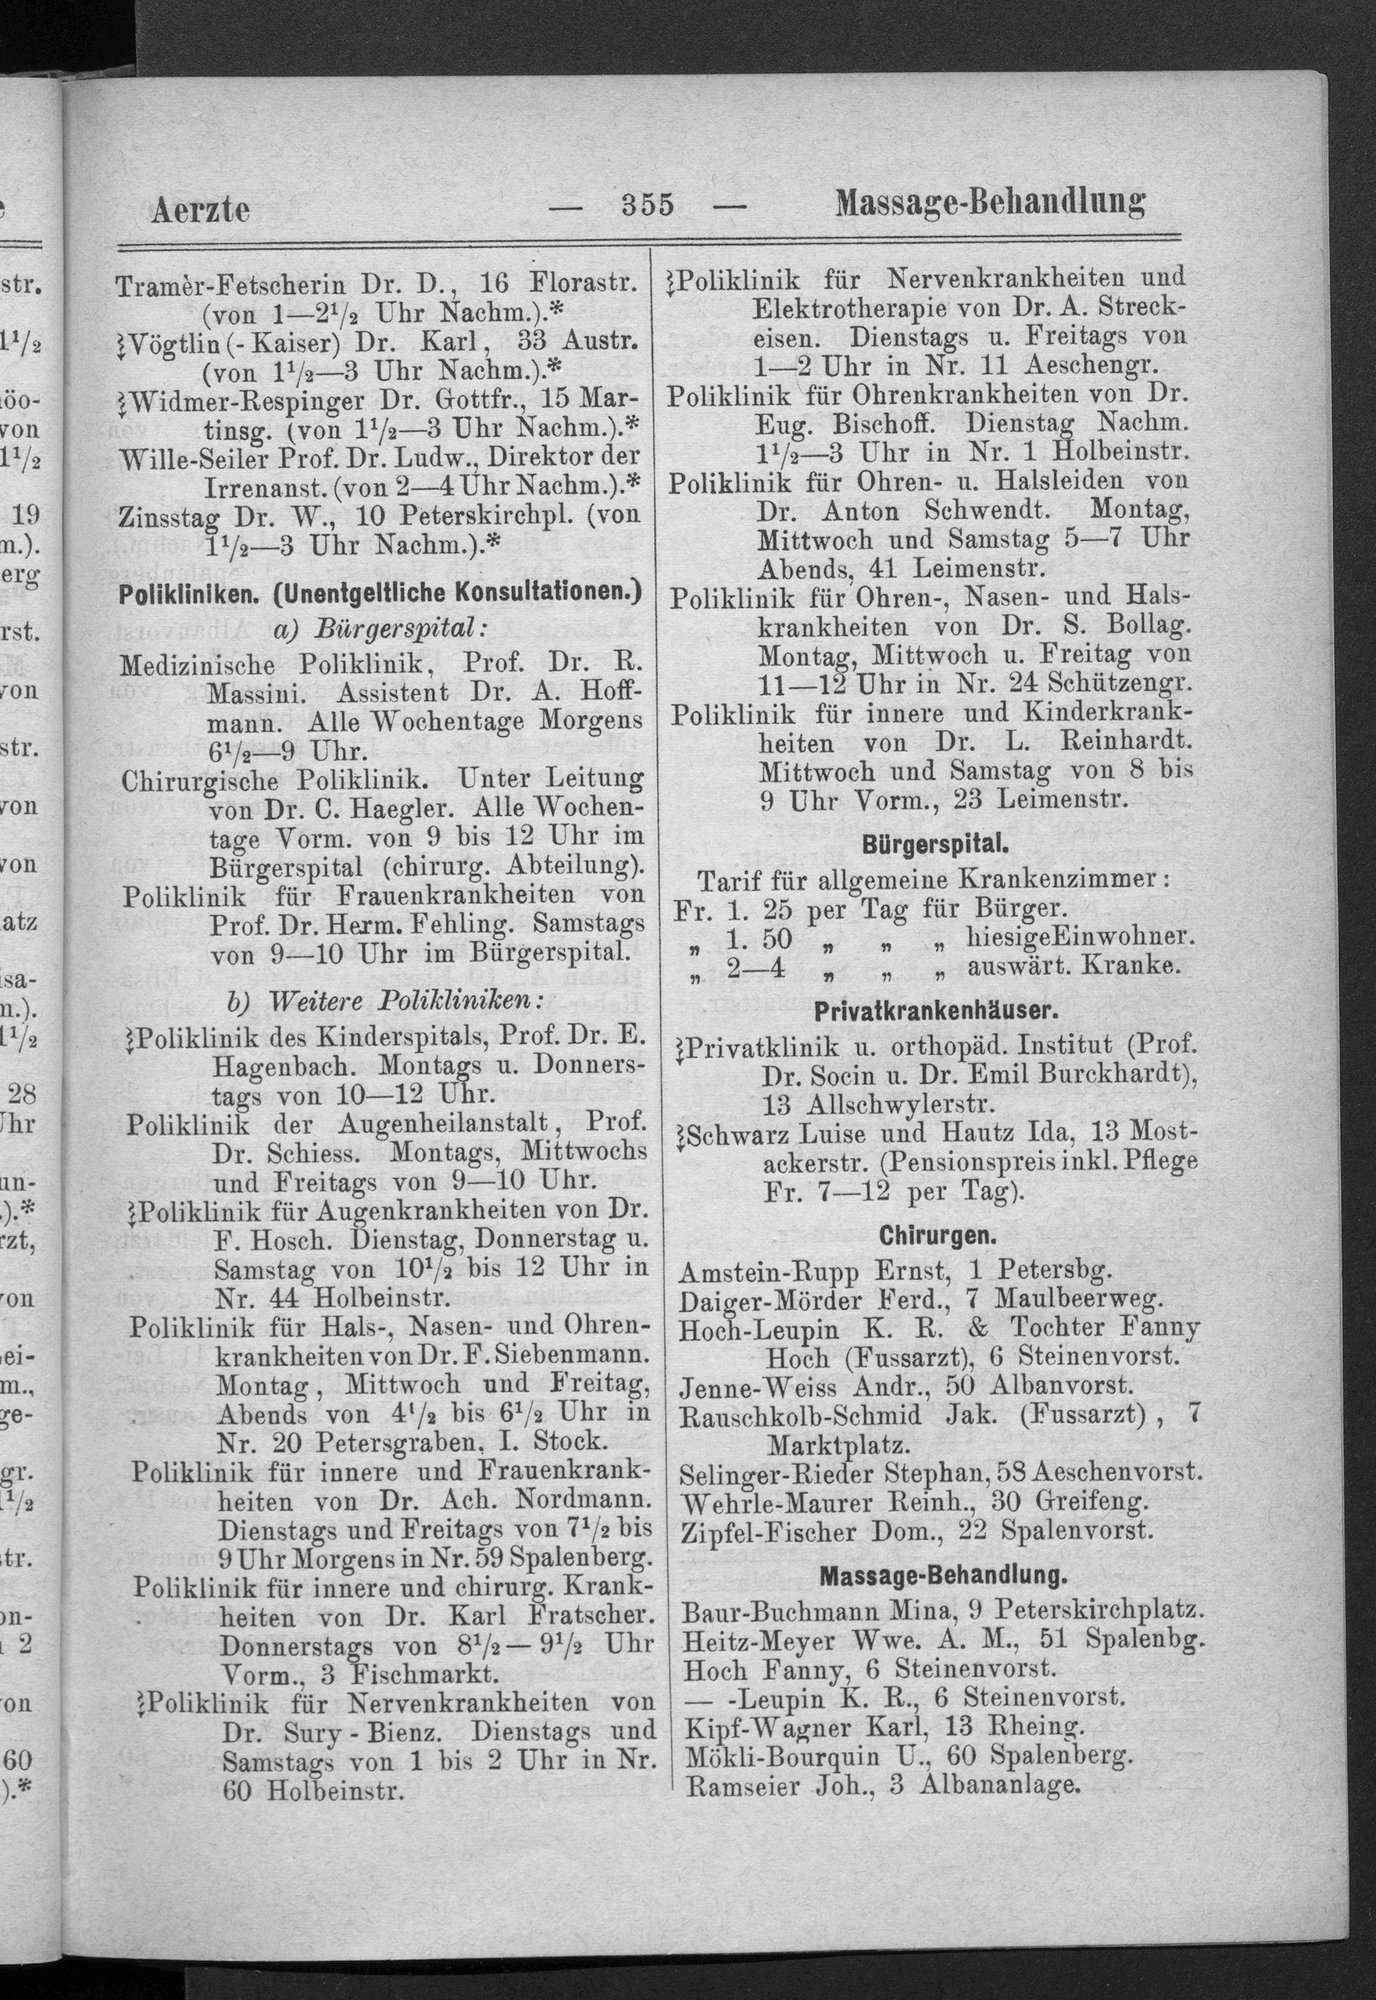 Aerzte — 355 — Massage-Behandlung
Tramèr-Fetscherin Dr. D., 16 Florastr.
(von 1—2¹/₂ Uhr Nachm.).*
⸾Vögtlin (-Kaiser) Dr. Karl, 33 Austr.
(von 1¹/₂—3 Uhr Nachm.).*
⸾Widmer-Respinger Dr. Gottfr., 15 Mar-
tinsg. (von 1¹/₂—3 Uhr Nachm.).*
Wille-Seiler Prof. Dr. Ludw., Direktor der
Irrenanst. (von 2—4 Uhr Nachm.).*
Zinsstag Dr. W., 10 Peterskirchpl. (von
1¹/₂—3 Uhr Nachm.).*
Polikliniken. (Unentgeltliche Konsultationen.)
a) Bürgerspital:
Medizinische Poliklinik, Prof. Dr. R.
Massini. Assistent Dr. A. Hoff-
mann. Alle Wochentage Morgens
6¹/₂—9 Uhr.
Chirurgische Poliklinik. Unter Leitung
von Dr. C. Haegler. Alle Wochen-
tage Vorm. von 9 bis 12 Uhr im
Bürgerspital (chirurg. Abteilung).
Poliklinik für Frauenkrankheiten von
Prof. Dr. Herm. Fehling. Samstags
von 9—10 Uhr im Bürgerspital.
b) Weitere Polikliniken:
⸾Poliklinik des Kinderspitals, Prof. Dr. E.
Hagenbach. Montags u. Donners-
tags von 10—12 Uhr.
Poliklinik der Augenheilanstalt, Prof.
Dr. Schiess. Montags, Mittwochs
und Freitags von 9—10 Uhr.
⸾Poliklinik für Augenkrankheiten von Dr.
F. Hosch. Dienstag, Donnerstag u.
Samstag von 10¹/₂ bis 12 Uhr in
Nr. 44 Holbeinstr.
Poliklinik für Hals-, Nasen- und Ohren-
krankheiten von Dr. F. Siebenmann.
Montag, Mittwoch und Freitag,
Abends von 4¹/₂ bis 6¹/₂ Uhr in
Nr. 20 Petersgraben, I. Stock.
Poliklinik für innere und Frauenkrank-
heiten von Dr. Ach. Nordmann.
Dienstags und Freitags von 7¹/₂ bis
9 Uhr Morgens in Nr. 59 Spalenberg.
Poliklinik für innere und chirurg. Krank-
heiten von Dr. Karl Fratscher.
Donnerstags von 8¹/₂—9¹/₂ Uhr
Vorm., 3 Fischmarkt.
⸾Poliklinik für Nervenkrankheiten von
Dr. Sury-Bienz. Dienstags und
Samstags von 1 bis 2 Uhr in Nr.
60 Holbeinstr.
⸾Poliklinik für Nervenkrankheiten und
Elektrotherapie von Dr. A. Streck-
eisen. Dienstags u. Freitags von
1—2 Uhr in Nr. 11 Aeschengr.
Poliklinik für Ohrenkrankheiten von Dr.
Eug. Bischoff. Dienstag Nachm.
1¹/₂—3 Uhr in Nr. 1 Holbeinstr.
Poliklinik für Ohren- u. Halsleiden von
Dr. Anton Schwendt. Montag,
Mittwoch und Samstag 5—7 Uhr
Abends, 41 Leimenstr.
Poliklinik für Ohren-, Nasen- und Hals-
krankheiten von Dr. S. Bollag.
Montag, Mittwoch u. Freitag von
11—12 Uhr in Nr. 24 Schützengr.
Poliklinik für innere und Kinderkrank-
heiten von Dr. L. Reinhardt.
Mittwoch und Samstag von 8 bis
9 Uhr Vorm., 23 Leimenstr.
Bürgerspital.
Tarif für allgemeine Krankenzimmer:
Fr. 1. 25 per Tag für Bürger.
„ 1. 50 „ „ „ hiesige Einwohner.
„ 2—4 „ „ „ auswärt. Kranke.
Privatkrankenhäuser.
⸾Privatklinik u. orthopäd. Institut (Prof.
Dr. Socin u. Dr. Emil Burckhardt),
13 Allschwylerstr.
⸾Schwarz Luise und Hautz Ida, 13 Most-
ackerstr. (Pensionspreis inkl. Pflege
Fr. 7—12 per Tag).
Chirurgen.
Amstein-Rupp Ernst, 1 Petersbg.
Daiger-Mörder Ferd., 7 Maulbeerweg.
Hoch-Leupin K. R. & Tochter Fanny
Hoch (Fussarzt), 6 Steinenvorst.
Jenne-Weiss Andr., 50 Albanvorst.
Rauschkolb-Schmid Jak. (Fussarzt), 7
Marktplatz.
Selinger-Rieder Stephan, 58 Aeschenvorst.
Wehrle-Maurer Reinh., 30 Greifeng.
Zipfel-Fischer Dom., 22 Spalenvorst.
Massage-Behandlung.
Baur-Buchmann Mina, 9 Peterskirchplatz.
Heitz-Meyer Wwe. A. M., 51 Spalenbg.
Hoch Fanny, 6 Steinenvorst.
— -Leupin K. R., 6 Steinenvorst.
Kipf-Wagner Karl, 13 Rheing.
Mökli-Bourquin U., 60 Spalenberg.
Ramseier Joh., 3 Albananlage.